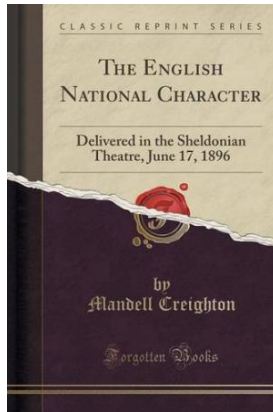 CLASSIC REPRINT SERIES
THE ENGLISH
NATIONAL CHARACTER
Delivered in the Sheldonian
Theatre, June 17, 1896
by
Mandell Creighton
Forgotten Books